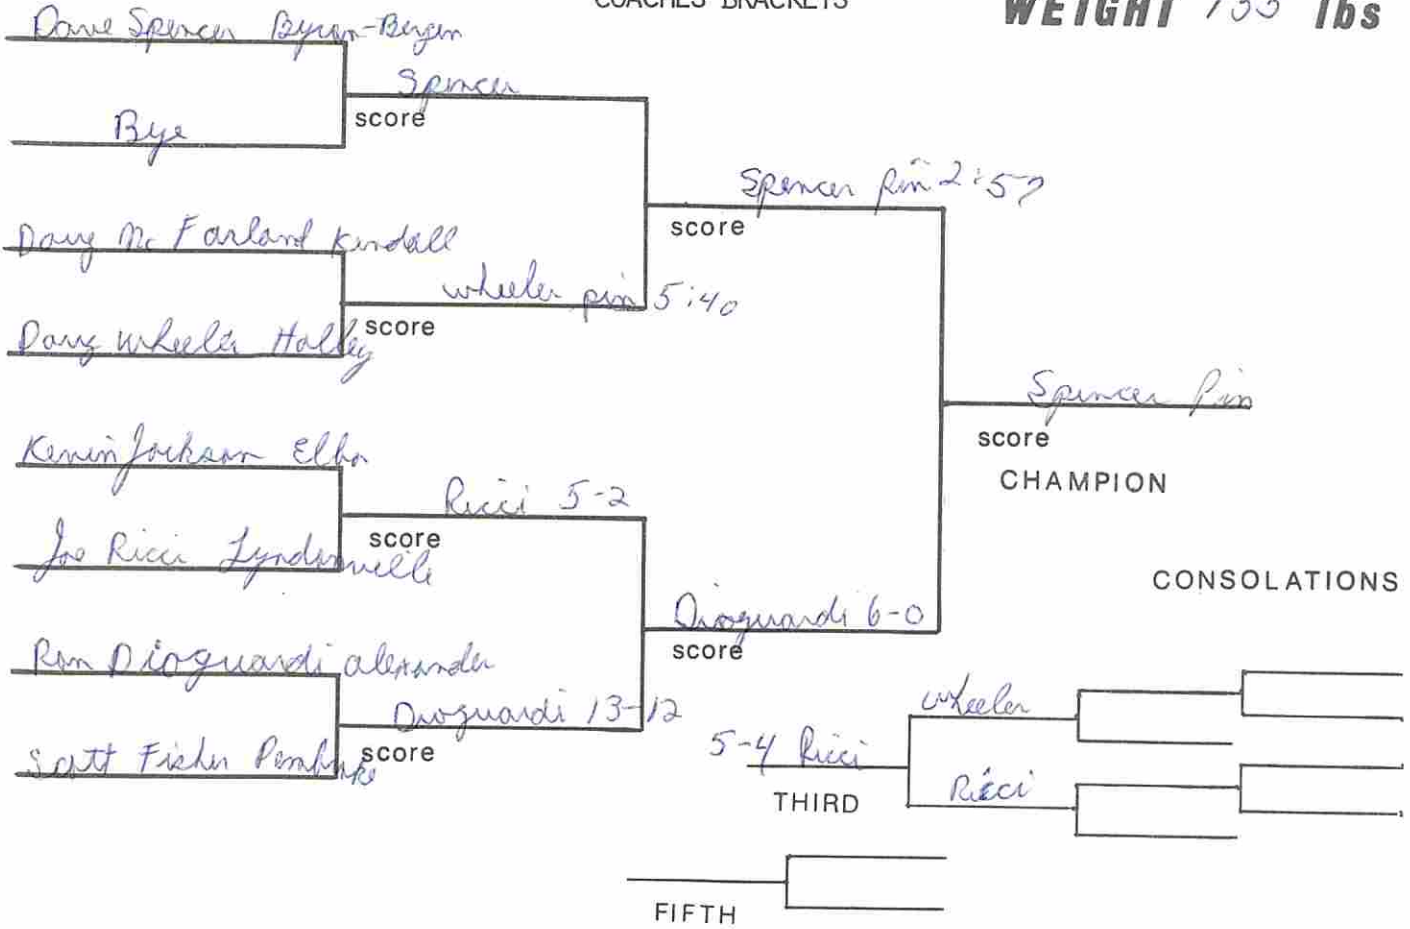 COACHES BRACKETS
WEIGHT 155 lbs
Dave Spencer Byron-Bergen
Spencer
score
Bye
Spencer pin 2:57
score
Doug McFarland Kendall
wheeler pin 5:40
score
Doug Wheeler Holley
Spencer Pin
score
CHAMPION
Kevin Jackson Elba
Ricci 5-2
score
Joe Ricci Lyndonville
CONSOLATIONS
Dioguardi 6-0
score
Ron Dioguardi alexander
Dioguardi 13-12
score
Scott Fisher Pembroke
wheeler
5-4 Ricci
THIRD
Ricci
FIFTH